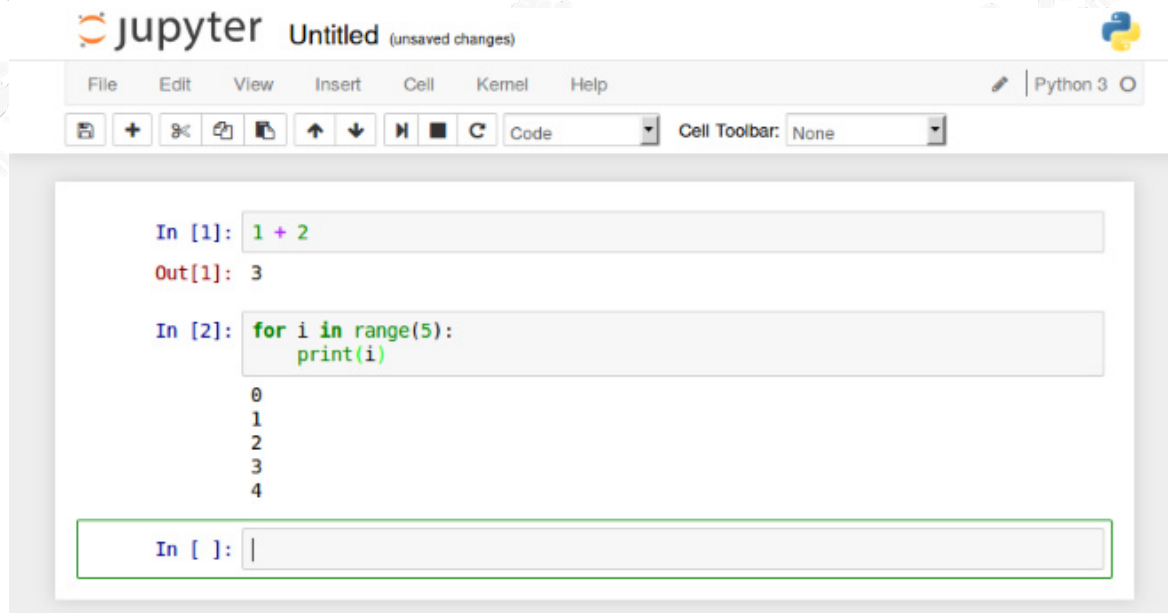 jupyter Untitled (unsaved changes)
File Edit View Insert Cell Kernel Help Python 3
Code Cell Toolbar: None
In [1]: 1 + 2
Out[1]: 3
In [2]: for i in range(5):
print(i)
0
1
2
3
4
In [ ]: